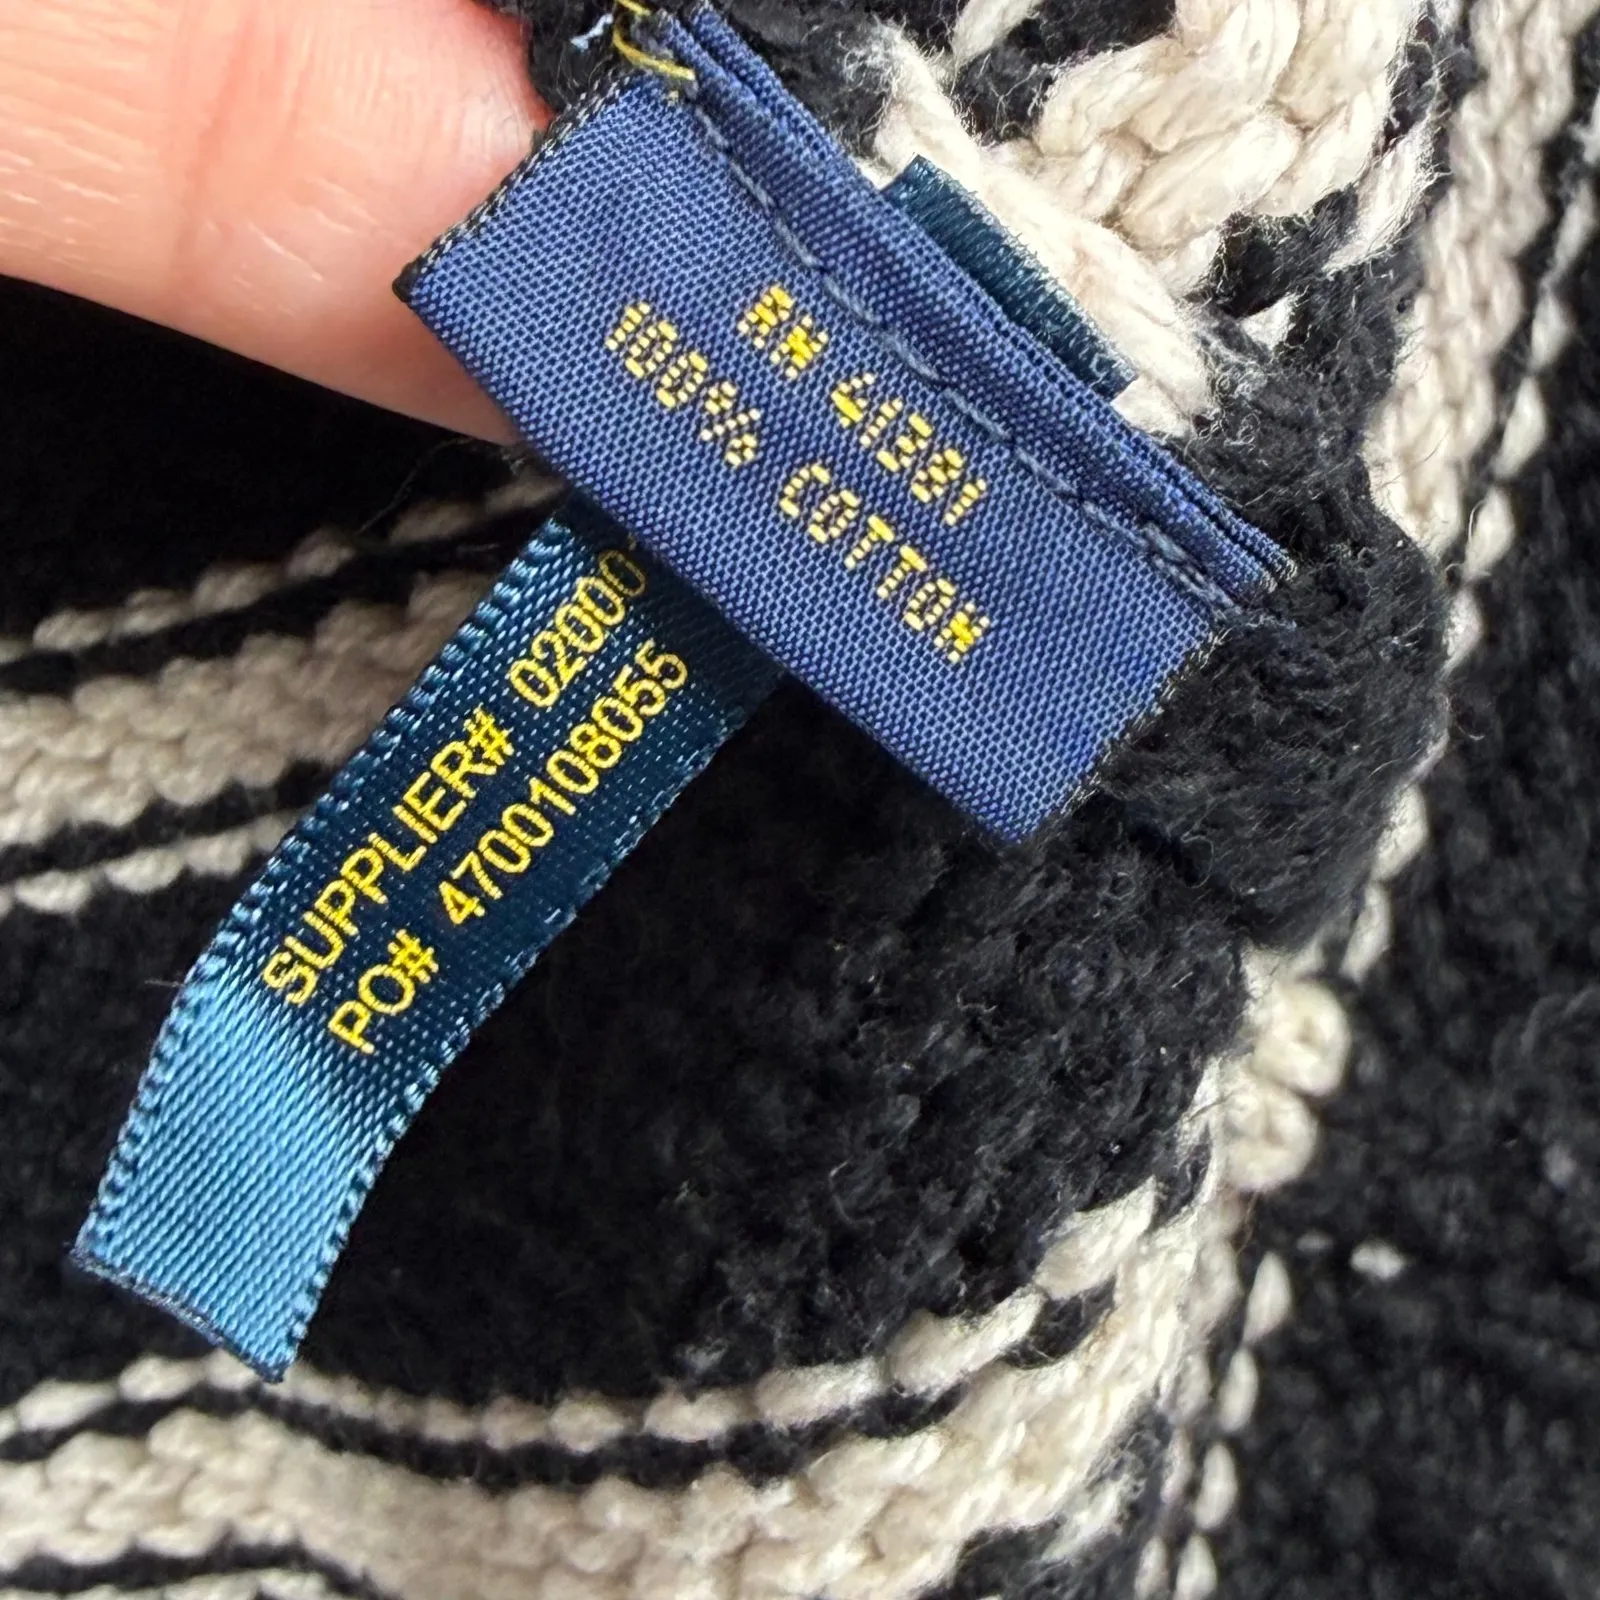 RN 41381
100% COTTON
SUPPLIER# 02000
PO# 4700108055